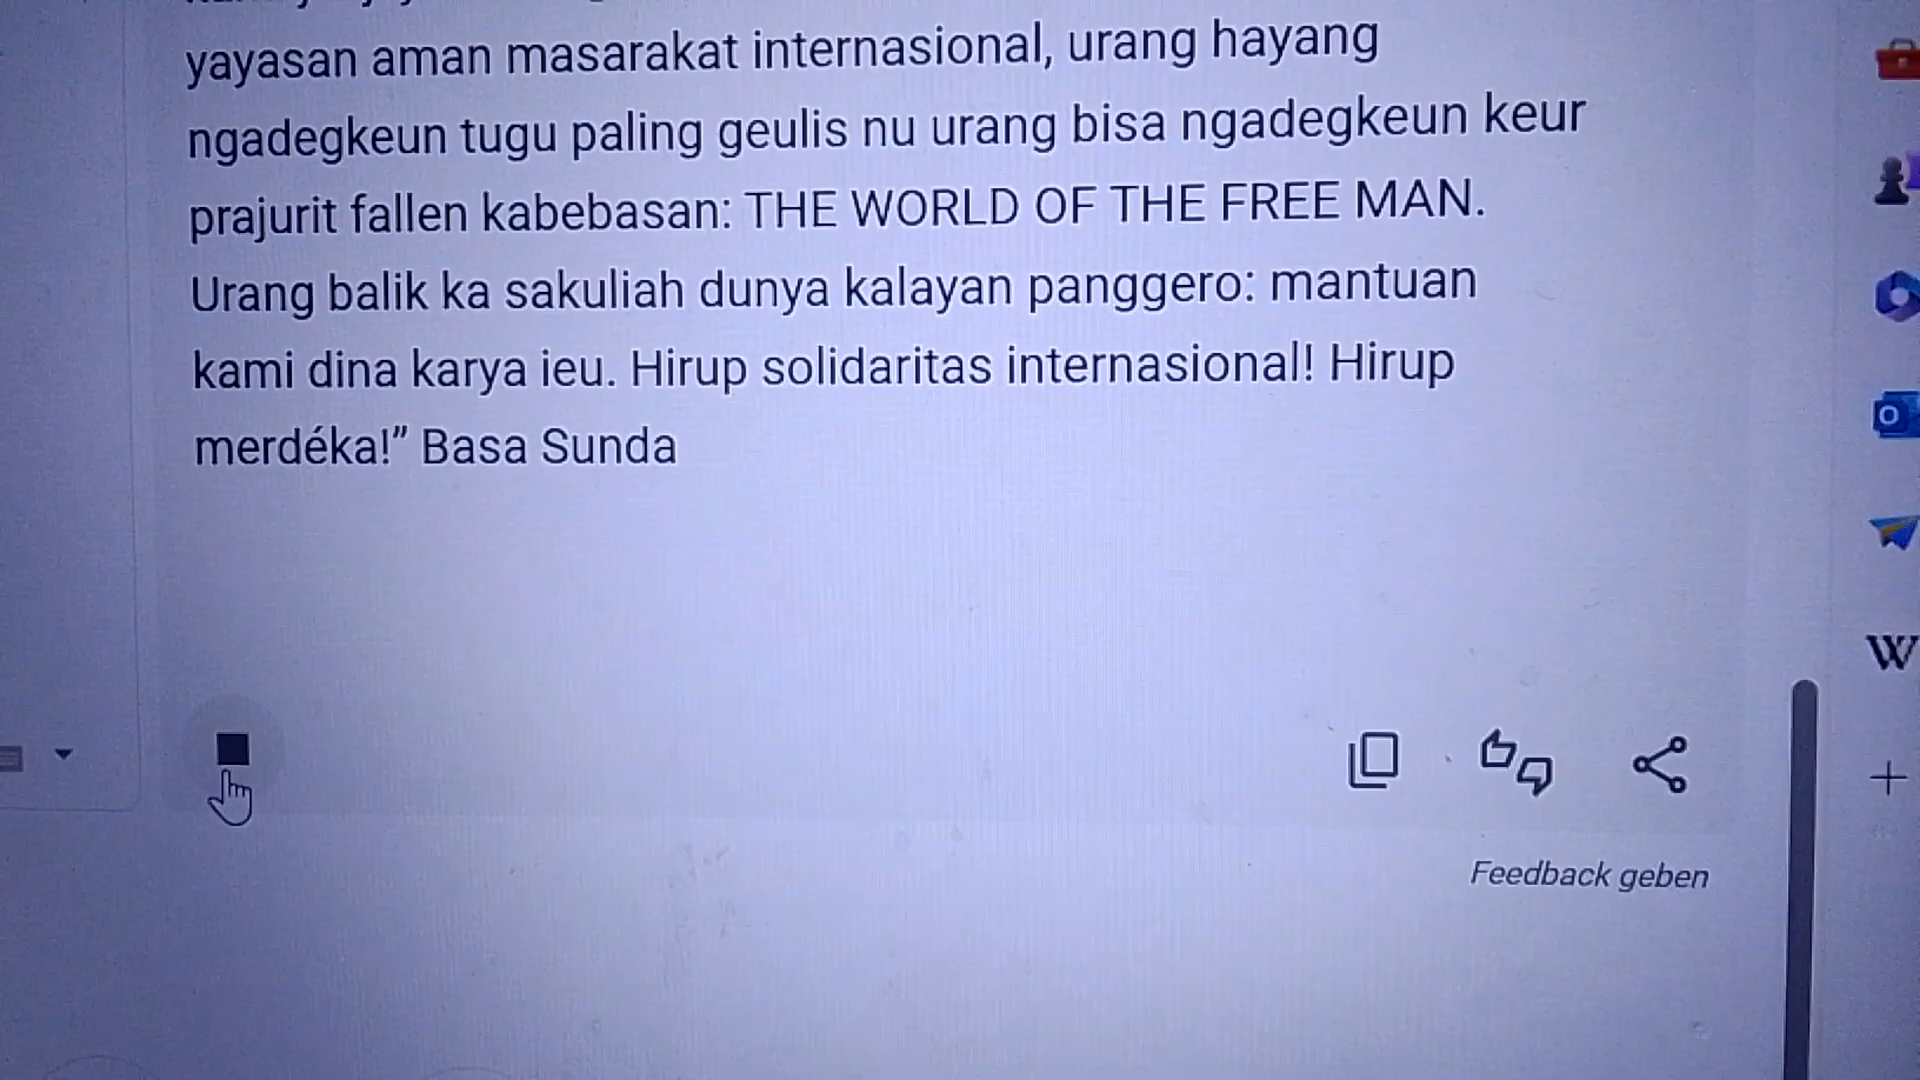 yayasan aman masarakat internasional, urang hayang
ngadegkeun tugu paling geulis nu urang bisa ngadegkeun keur
prajurit fallen kabebasan: THE WORLD OF THE FREE MAN.
Urang balik ka sakuliah dunya kalayan panggero: mantuan
kami dina karya ieu. Hirup solidaritas internasional! Hirup
merdéka!” Basa Sunda
W
Feedback geben